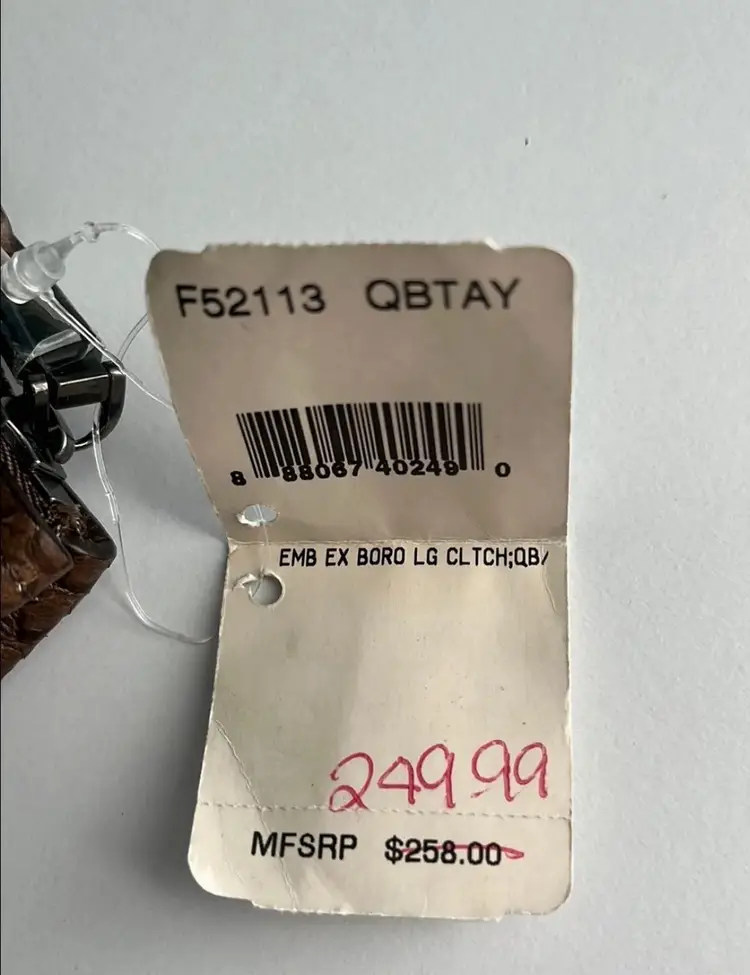 F52113 QBTAY
8 88067 40249 0
EMB EX BORO LG CLTCH;QB/
249.99
MFSRP $258.00